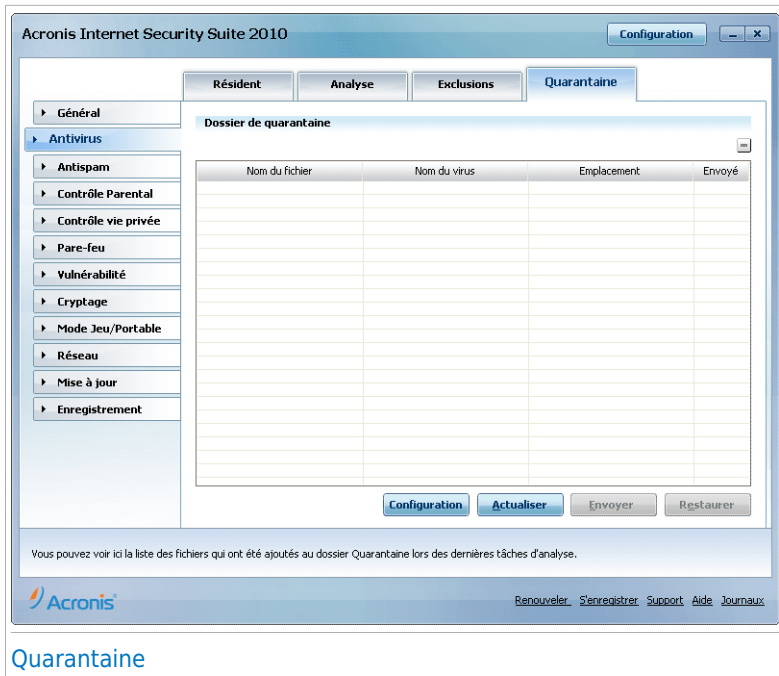 Acronis Internet Security Suite 2010
Configuration
Résident
Analyse
Exclusions
Quarantaine
Général
Antivirus
Antispam
Contrôle Parental
Contrôle vie privée
Pare-feu
Vulnérabilité
Cryptage
Mode Jeu/Portable
Réseau
Mise à jour
Enregistrement
Dossier de quarantaine
Nom du fichier
Nom du virus
Emplacement
Envoyé
Configuration
Actualiser
Envoyer
Restaurer
Vous pouvez voir ici la liste des fichiers qui ont été ajoutés au dossier Quarantaine lors des dernières tâches d'analyse.
Acronis
Renouveler S'enregistrer Support Aide Journaux
Quarantaine